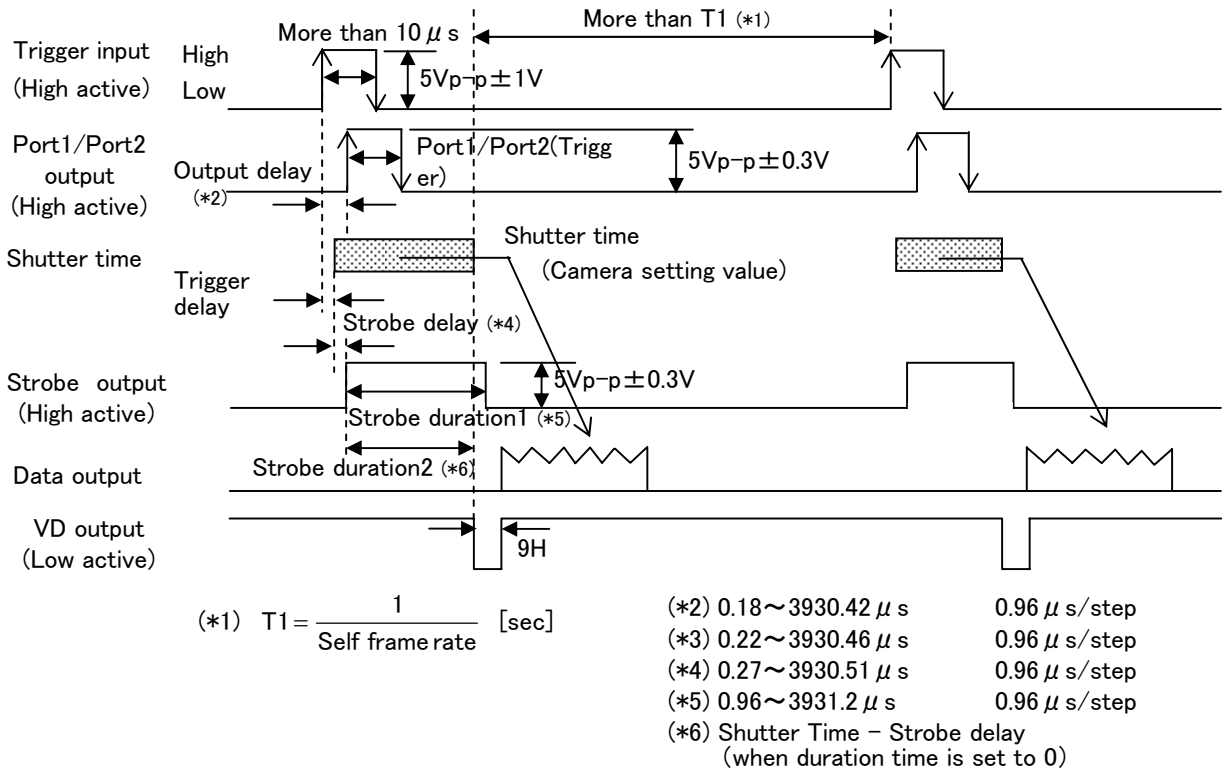 More than 10 μ s
More than T1 (*1)
Trigger input
(High active)
High
Low
5Vp-p±1V
Port1/Port2
output
(High active)
Output delay
(*2)
Port1/Port2(Trigg
er)
5Vp-p±0.3V
Shutter time
Shutter time
(Camera setting value)
Trigger
delay
Strobe delay (*4)
Strobe output
(High active)
5Vp-p±0.3V
Strobe duration1 (*5)
Strobe duration2 (*6)
Data output
VD output
(Low active)
9H
(*1) T1= 1 / Self frame rate [sec]
(*2) 0.18～3930.42 μ s 0.96 μ s/step
(*3) 0.22～3930.46 μ s 0.96 μ s/step
(*4) 0.27～3930.51 μ s 0.96 μ s/step
(*5) 0.96～3931.2 μ s 0.96 μ s/step
(*6) Shutter Time - Strobe delay
(when duration time is set to 0)